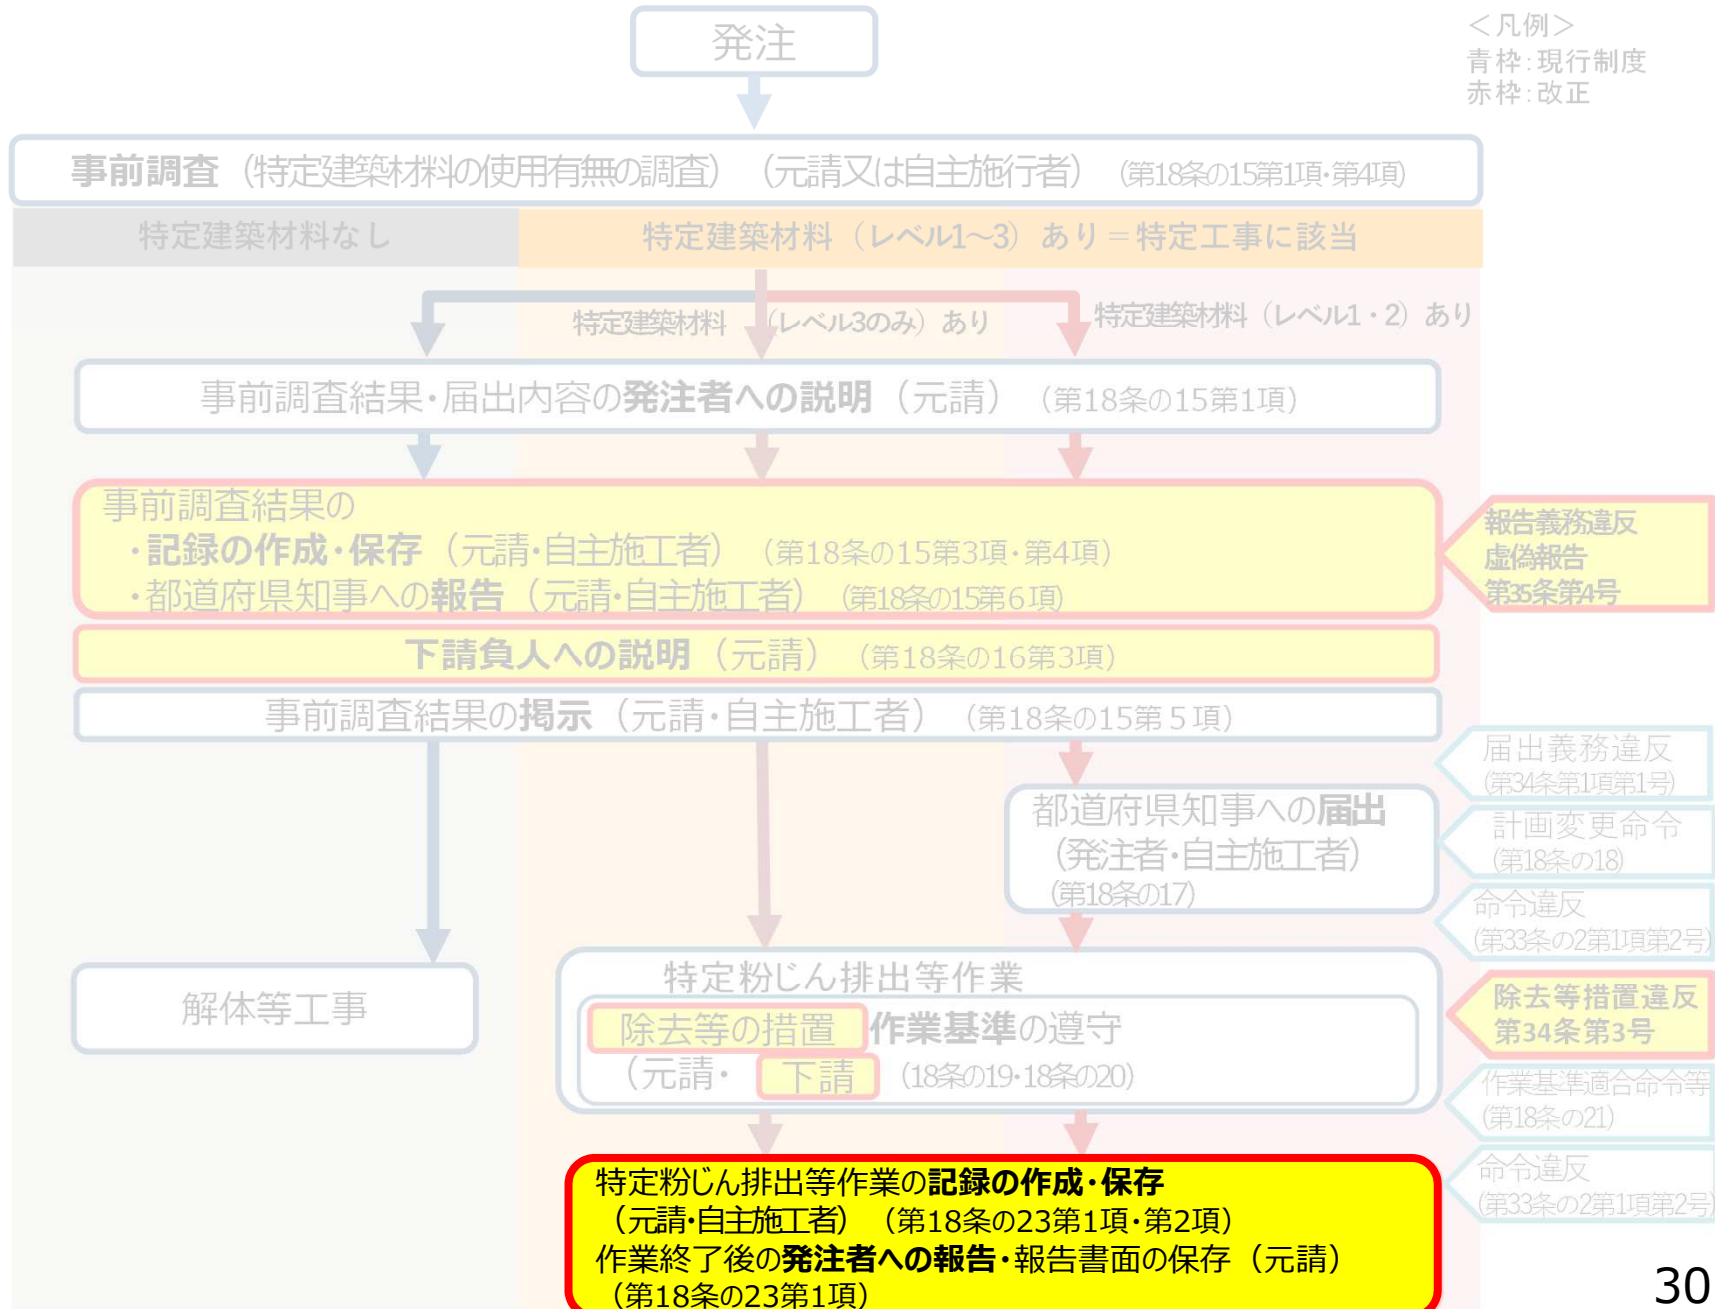 発注
＜凡例＞
青枠：現行制度
赤枠：改正
事前調査（特定建築材料の使用有無の調査）（元請又は自主施行者）（第18条の15第1項・第4項）
特定建築材料なし
特定建築材料（レベル1～3）あり＝特定工事に該当
特定建築材料（レベル3のみ）あり
特定建築材料（レベル1・2）あり
事前調査結果・届出内容の発注者への説明（元請）（第18条の15第1項）
事前調査結果の
・記録の作成・保存（元請・自主施工者）（第18条の15第3項・第4項）
・都道府県知事への報告（元請・自主施工者）（第18条の15第６項）
報告義務違反
虚偽報告
第35条第4号
下請負人への説明（元請）（第18条の16第3項）
事前調査結果の掲示（元請・自主施工者）（第18条の15第５項）
届出義務違反
(第34条第1項第1号)
都道府県知事への届出
（発注者・自主施工者）
(第18条の17)
計画変更命令
(第18条の18)
命令違反
(第33条の2第1項第2号)
解体等工事
特定粉じん排出等作業
除去等の措置 作業基準の遵守
（元請・ 下請 （18条の19・18条の20）
除去等措置違反
第34条第3号
作業基準適合命令等
(第18条の21)
命令違反
(第33条の2第1項第2号)
特定粉じん排出等作業の記録の作成・保存
（元請・自主施工者）（第18条の23第1項・第2項）
作業終了後の発注者への報告・報告書面の保存（元請）
（第18条の23第1項）
30